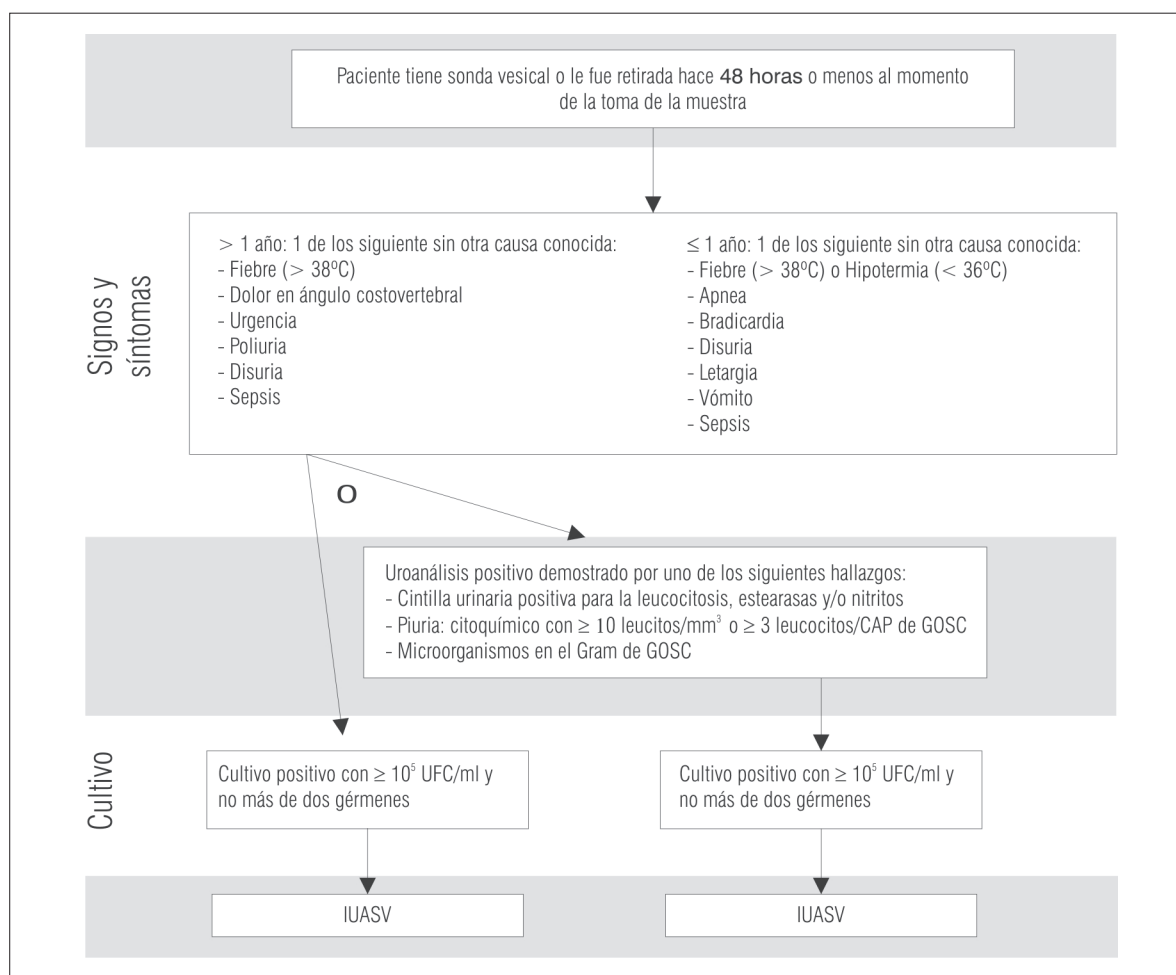 Paciente tiene sonda vesical o le fue retirada hace 48 horas o menos al momento
de la toma de la muestra
Signos y
síntomas
> 1 año: 1 de los siguiente sin otra causa conocida:
- Fiebre (> 38ºC)
- Dolor en ángulo costovertebral
- Urgencia
- Poliuria
- Disuria
- Sepsis
≤ 1 año: 1 de los siguiente sin otra causa conocida:
- Fiebre (> 38ºC) o Hipotermia (< 36ºC)
- Apnea
- Bradicardia
- Disuria
- Letargia
- Vómito
- Sepsis
O
Uroanálisis positivo demostrado por uno de los siguientes hallazgos:
- Cintilla urinaria positiva para la leucocitosis, estearasas y/o nitritos
- Piuria: citoquímico con ≥ 10 leucitos/mm³ o ≥ 3 leucocitos/CAP de GOSC
- Microorganismos en el Gram de GOSC
Cultivo
Cultivo positivo con ≥ 10⁵ UFC/ml y
no más de dos gérmenes
Cultivo positivo con ≥ 10⁵ UFC/ml y
no más de dos gérmenes
IUASV
IUASV